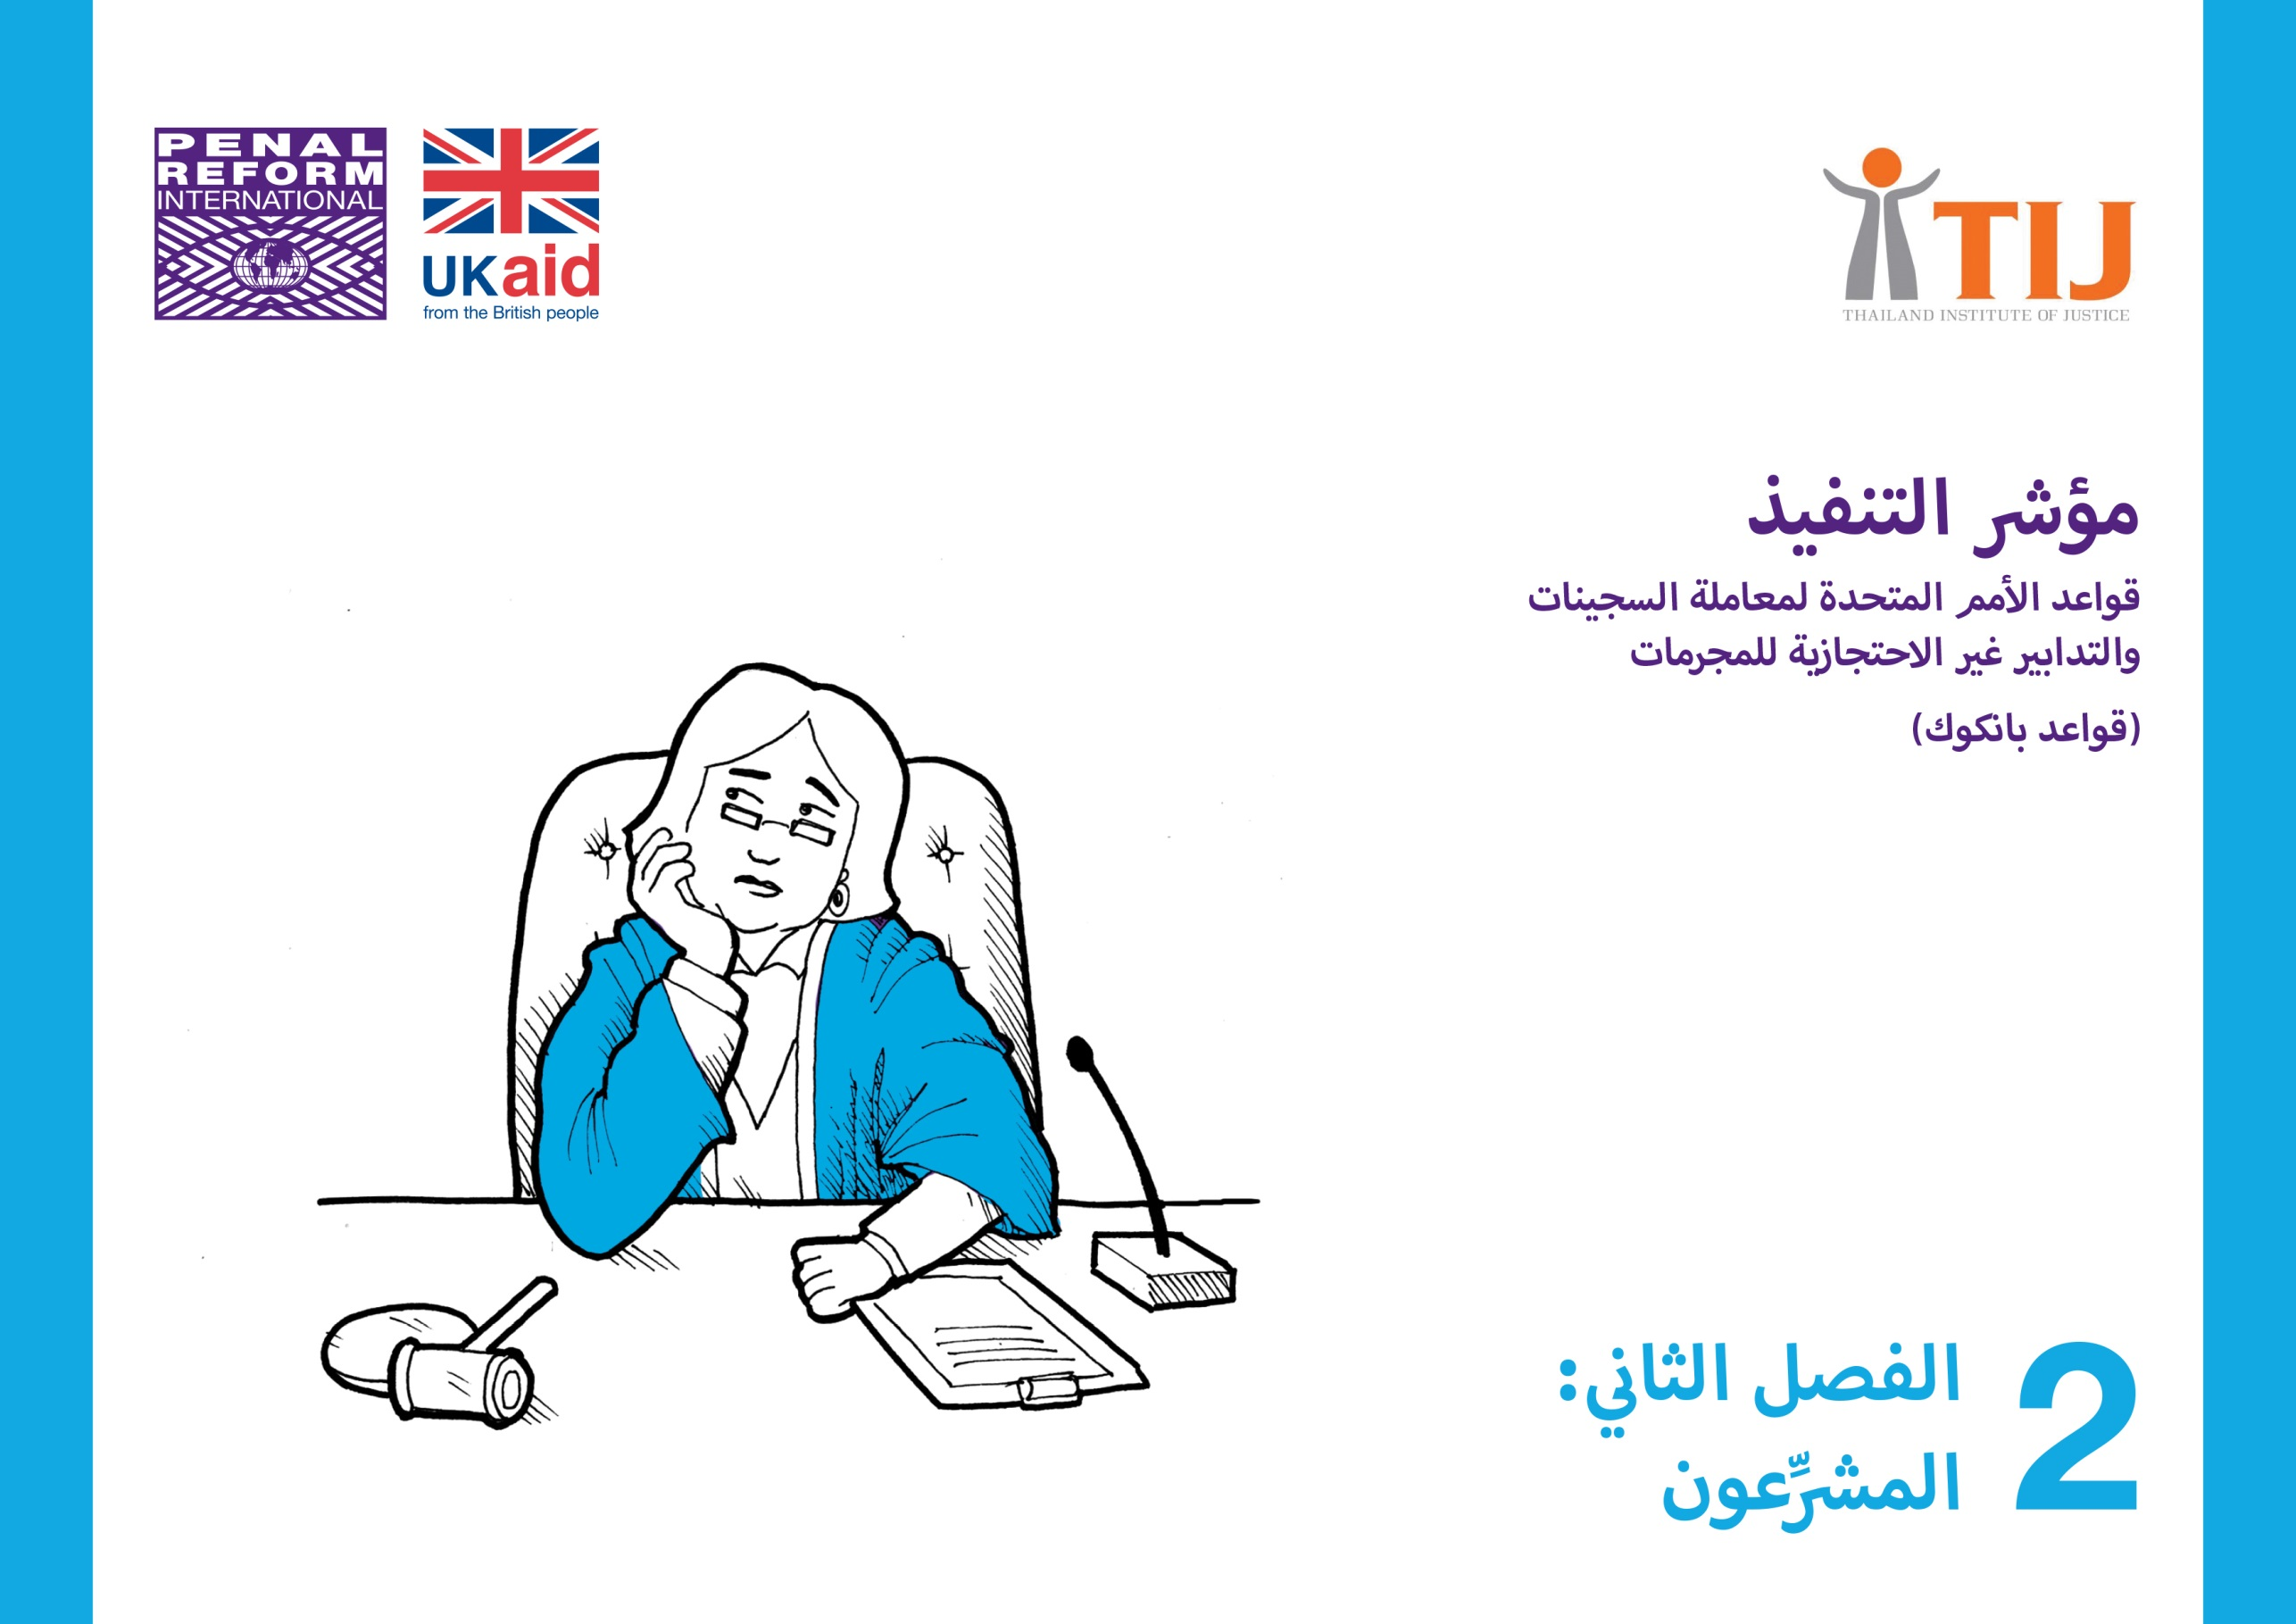 PENAL
REFORM
INTERNATIONAL
UKaid
from the British people
TIJ
THAILAND INSTITUTE OF JUSTICE
مؤشر التنفيذ
قواعد الأمم المتحدة لمعاملة السجينات
والتدابير غير الاحتجازية للمجرمات
(قواعد بانكوك)
2
الفصل الثاني:
المشرِّعون